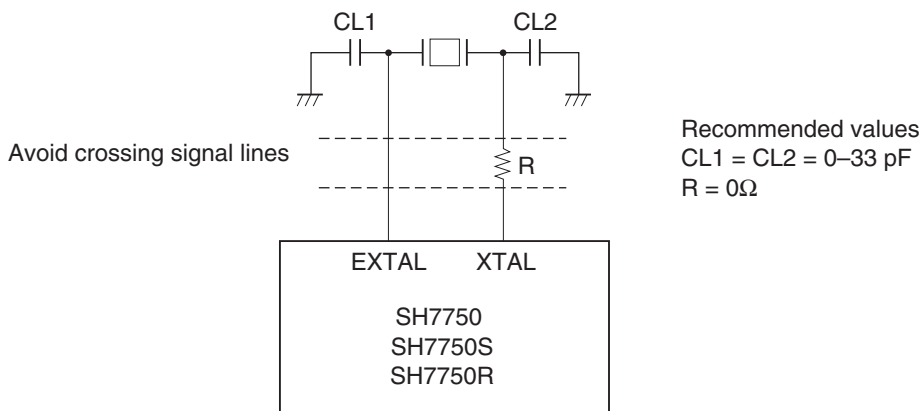 CL1 CL2
Avoid crossing signal lines
R
Recommended values
CL1 = CL2 = 0–33 pF
R = 0Ω
EXTAL XTAL
SH7750
SH7750S
SH7750R